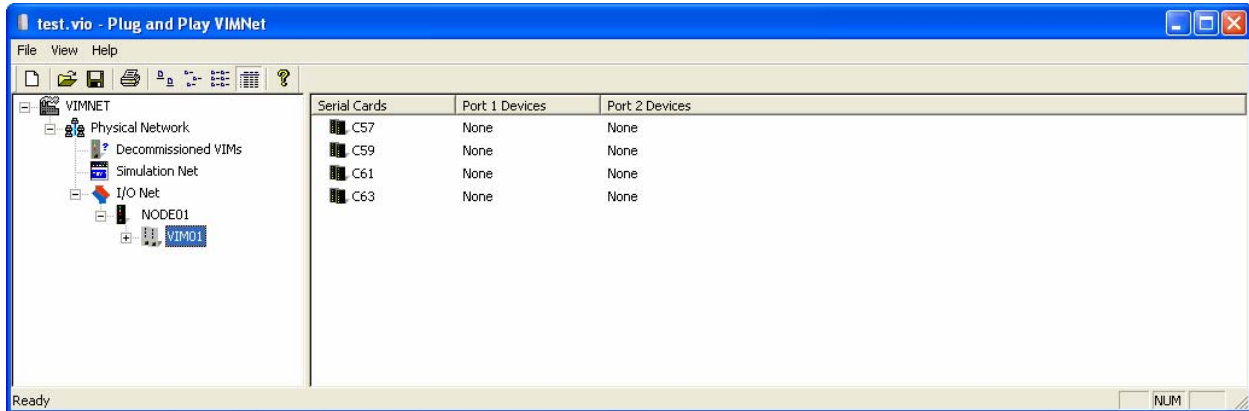 test.vio - Plug and Play VIMNet
File View Help
VIMNET
Physical Network
Decommissioned VIMs
Simulation Net
I/O Net
NODE01
VIM01
Serial Cards Port 1 Devices Port 2 Devices
C57 None None
C59 None None
C61 None None
C63 None None
Ready NUM